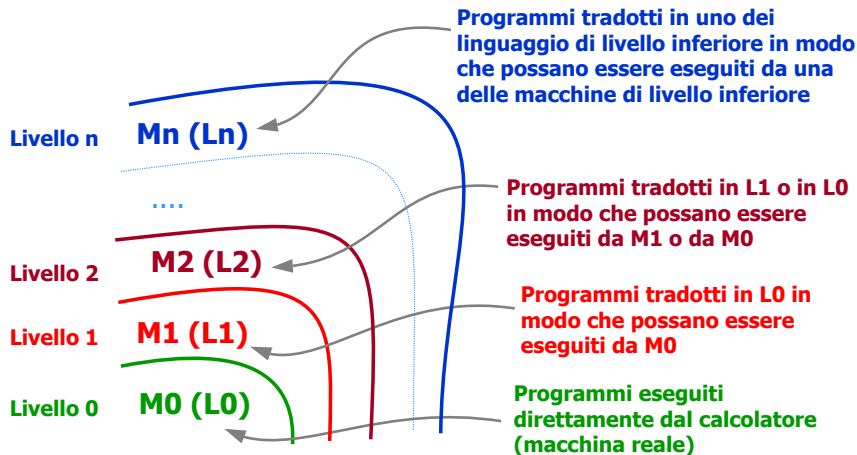 Programmi tradotti in uno dei
linguaggio di livello inferiore in modo
che possano essere eseguiti da una
delle macchine di livello inferiore
Livello n
Mn (Ln)
....
Programmi tradotti in L1 o in L0
in modo che possano essere
eseguiti da M1 o da M0
Livello 2
M2 (L2)
Programmi tradotti in L0 in
modo che possano essere
eseguiti da M0
Livello 1
M1 (L1)
Programmi eseguiti
direttamente dal calcolatore
(macchina reale)
Livello 0
M0 (L0)